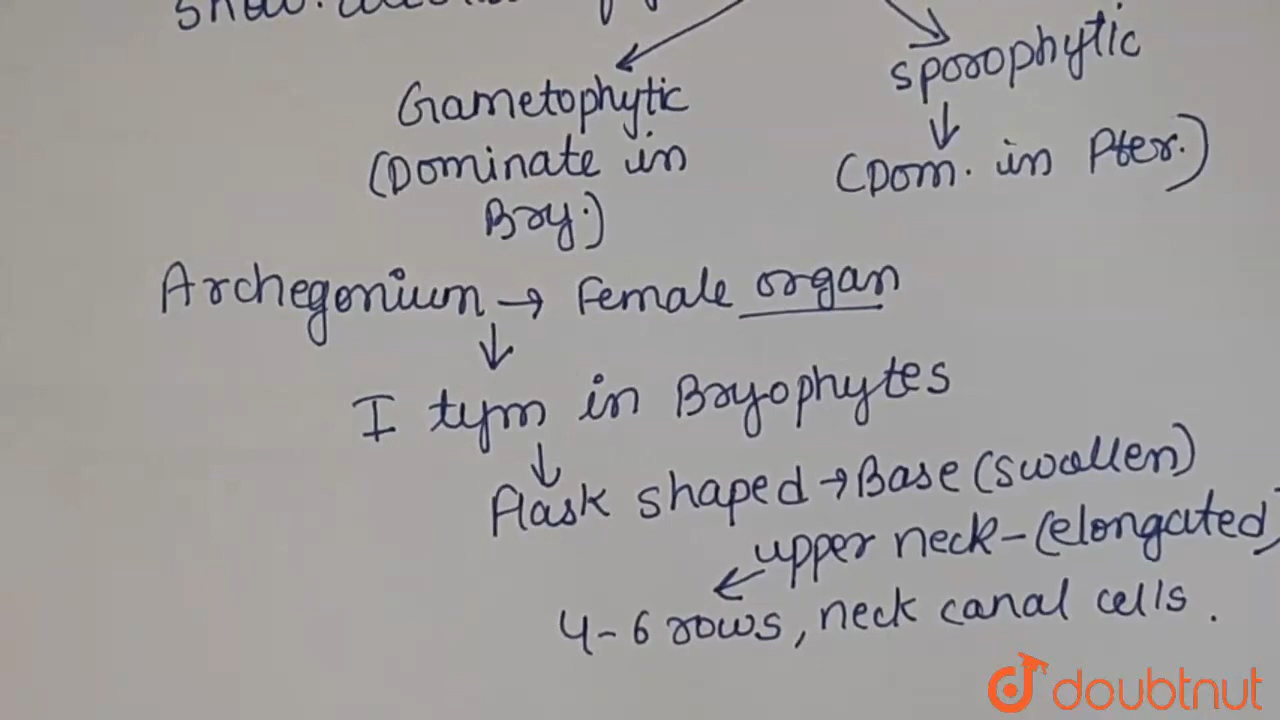 Gametophytic
sporophytic
(Dominate in
(Dom. in Pter.)
Bry.)
Archegonium → Female organ
I tym in Bryophytes
Flask shaped → Base (swollen)
upper neck - (elongated)
4-6 rows, neck canal cells.
doubtnut